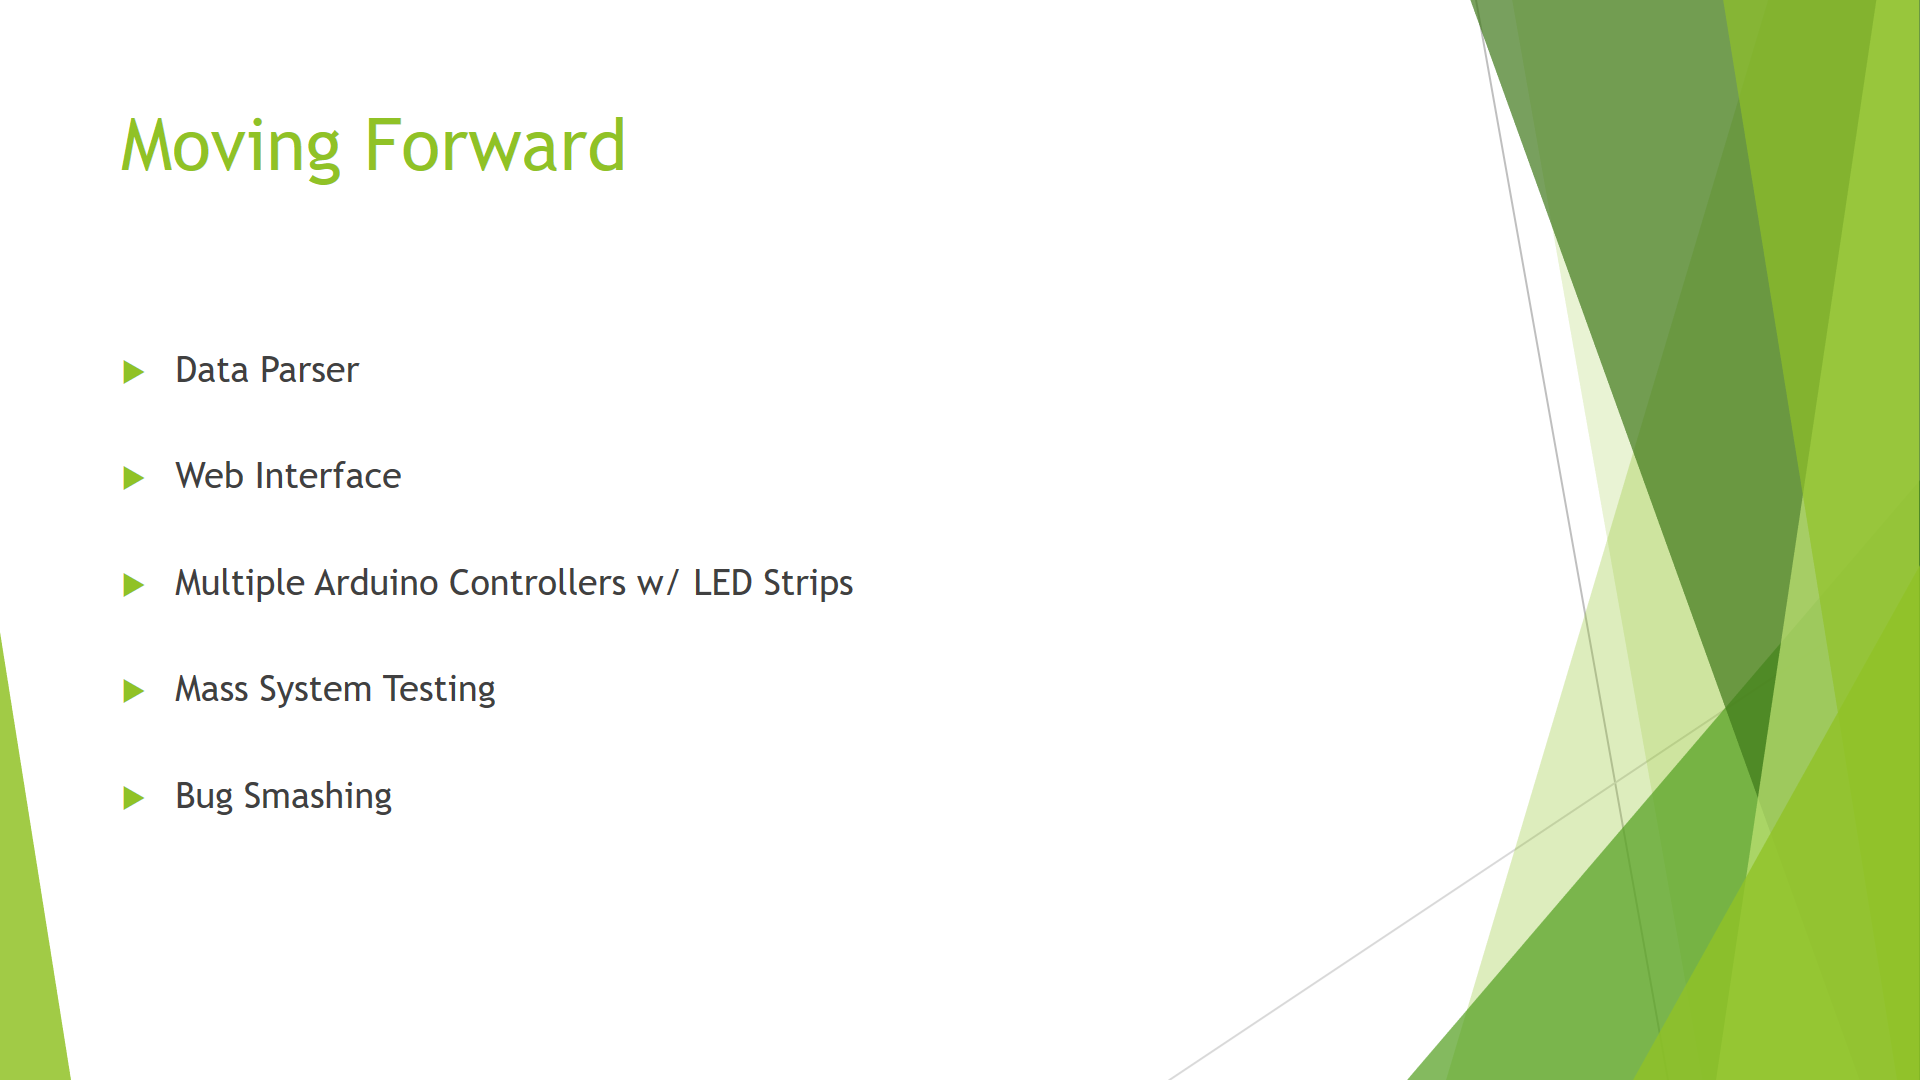 Moving Forward
Data Parser
Web Interface
Multiple Arduino Controllers w/ LED Strips
Mass System Testing
Bug Smashing